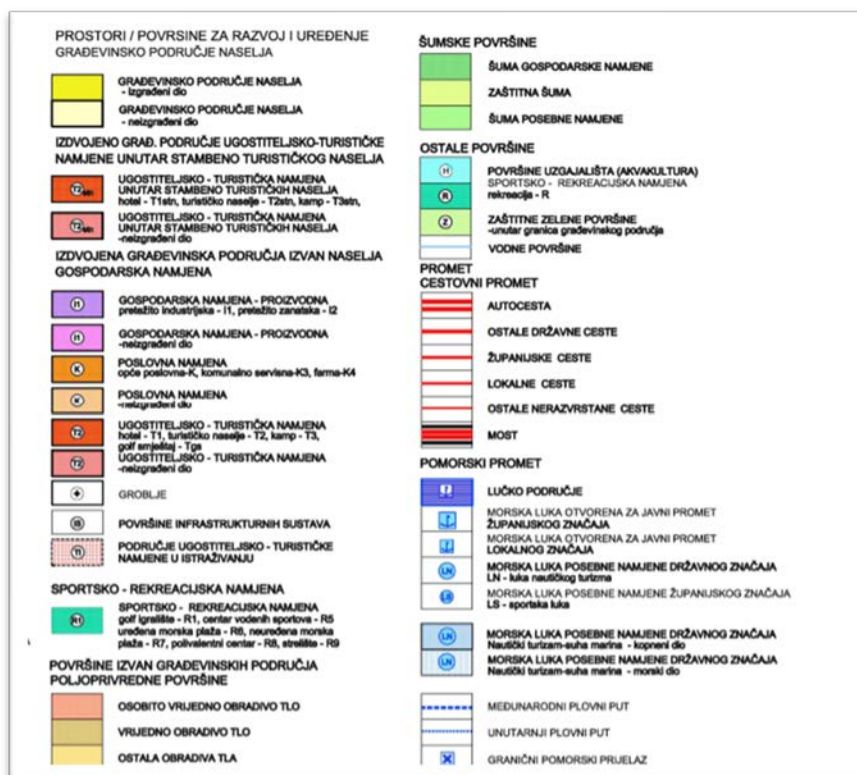 PROSTORI / POVRSINE ZA RAZVOJ I UREĐENJE
GRAĐEVINSKO PODRUČJE NASELJA
GRAĐEVINSKO PODRUČJE NASELJA
- izgrađeni dio
GRAĐEVINSKO PODRUČJE NASELJA
- neizgrađeni dio
IZDVOJENO GRAĐ. PODRUČJE UGOSTITELJSKO-TURISTIČKE
NAMJENE UNUTAR STAMBENO TURISTIČKOG NASELJA
T2
UGOSTITELJSKO - TURISTIČKA NAMJENA
UNUTAR STAMBENO TURISTIČKIH NASELJA
hotel - T1stn, turističko naselje - T2stn, kamp - T3stn,
T2
UGOSTITELJSKO - TURISTIČKA NAMJENA
UNUTAR STAMBENO TURISTIČKIH NASELJA
-neizgrađeni dio
IZDVOJENA GRAĐEVINSKA PODRUČJA IZVAN NASELJA
GOSPODARSKA NAMJENA
I1
GOSPODARSKA NAMJENA - PROIZVODNA
pretežito industrijska - I1, pretežito zanatska - I2
I1
GOSPODARSKA NAMJENA - PROIZVODNA
-neizgrađeni dio
K
POSLOVNA NAMJENA
opće poslovna-K, komunalno servisna-K3, farma-K4
K
POSLOVNA NAMJENA
-neizgrađeni dio
T2
UGOSTITELJSKO - TURISTIČKA NAMJENA
hotel - T1, turističko naselje - T2, kamp - T3,
golf smještaj - Tgs
T2
UGOSTITELJSKO - TURISTIČKA NAMJENA
-neizgrađeni dio
GROBLJE
IS
POVRŠINE INFRASTRUKTURNIH SUSTAVA
PODRUČJE UGOSTITELJSKO - TURISTIČKE
NAMJENE U ISTRAŽIVANJU
SPORTSKO - REKREACIJSKA NAMJENA
R1
SPORTSKO - REKREACIJSKA NAMJENA
golf igralište - R1, centar vodenih sportova - R5
uređena morska plaža - R6, neuređena morska
plaža - R7, polivalentni centar - R8, strelište - R9
POVRŠINE IZVAN GRAĐEVINSKIH PODRUČJA
POLJOPRIVREDNE POVRŠINE
OSOBITO VRIJEDNO OBRADIVO TLO
VRIJEDNO OBRADIVO TLO
OSTALA OBRADIVA TLA
ŠUMSKE POVRŠINE
ŠUMA GOSPODARSKE NAMJENE
ZAŠTITNA ŠUMA
ŠUMA POSEBNE NAMJENE
OSTALE POVRŠINE
H
POVRŠINE UZGAJALIŠTA (AKVAKULTURA)
SPORTSKO - REKREACIJSKA NAMJENA
R
rekreacija - R
Z
ZAŠTITNE ZELENE POVRŠINE
-unutar granica građevinskog područja
VODNE POVRŠINE
PROMET
CESTOVNI PROMET
AUTOCESTA
OSTALE DRŽAVNE CESTE
ŽUPANIJSKE CESTE
LOKALNE CESTE
OSTALE NERAZVRSTANE CESTE
MOST
POMORSKI PROMET
LUČKO PODRUČJE
MORSKA LUKA OTVORENA ZA JAVNI PROMET
ŽUPANIJSKOG ZNAČAJA
MORSKA LUKA OTVORENA ZA JAVNI PROMET
LOKALNOG ZNAČAJA
LN
MORSKA LUKA POSEBNE NAMJENE DRŽAVNOG ZNAČAJA
LN - luka nautičkog turizma
LS
MORSKA LUKA POSEBNE NAMJENE ŽUPANIJSKOG ZNAČAJA
LS - sportska luka
LN
MORSKA LUKA POSEBNE NAMJENE DRŽAVNOG ZNAČAJA
Nautički turizam-suha marina - kopneni dio
LN
MORSKA LUKA POSEBNE NAMJENE DRŽAVNOG ZNAČAJA
Nautički turizam-suha marina - morski dio
MEĐUNARODNI PLOVNI PUT
UNUTARNJI PLOVNI PUT
GRANIČNI POMORSKI PRIJELAZ